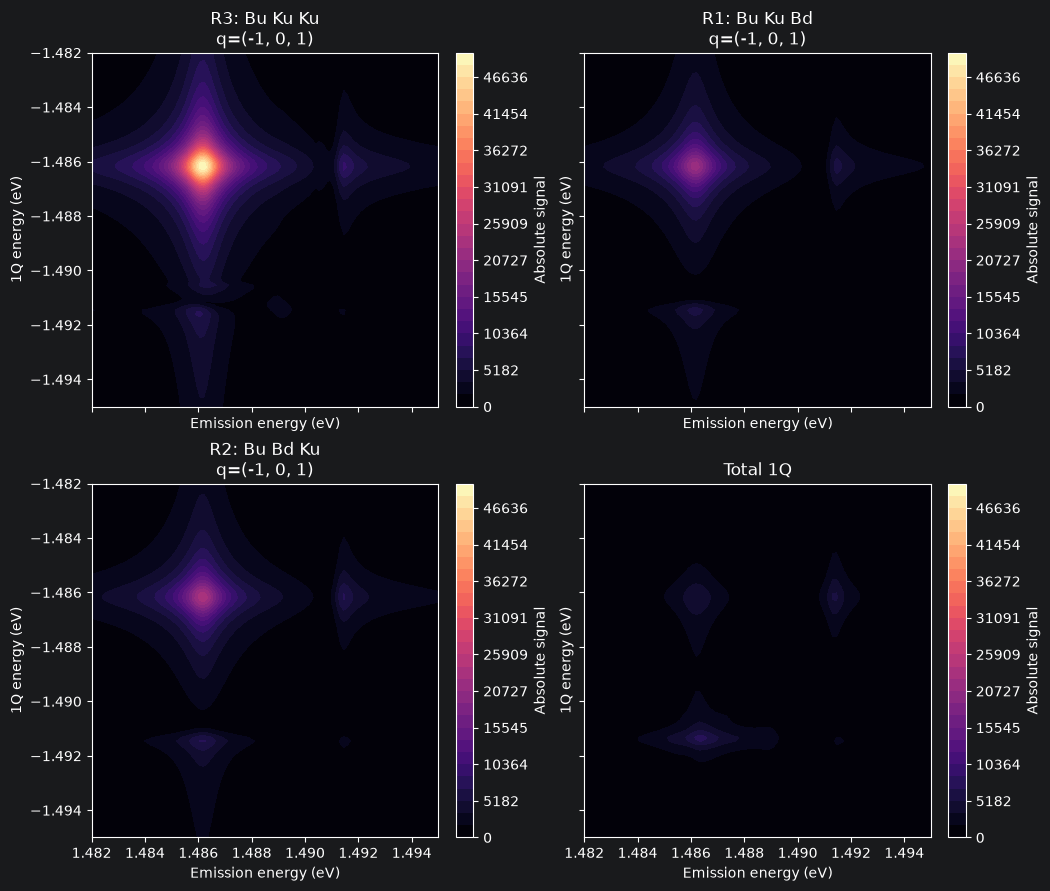 R3: Bu Ku Ku
q=(-1, 0, 1)
R1: Bu Ku Bd
q=(-1, 0, 1)
−1.482
−1.484
−1.486
−1.488
−1.490
−1.492
−1.494
1Q energy (eV)
Emission energy (eV)
46636
41454
36272
31091
25909
20727
15545
10364
5182
0
Absolute signal
1Q energy (eV)
Emission energy (eV)
46636
41454
36272
31091
25909
20727
15545
10364
5182
0
Absolute signal
R2: Bu Bd Ku
q=(-1, 0, 1)
Total 1Q
−1.482
−1.484
−1.486
−1.488
−1.490
−1.492
−1.494
1Q energy (eV)
1.482 1.484 1.486 1.488 1.490 1.492 1.494
Emission energy (eV)
46636
41454
36272
31091
25909
20727
15545
10364
5182
0
Absolute signal
1Q energy (eV)
1.482 1.484 1.486 1.488 1.490 1.492 1.494
Emission energy (eV)
46636
41454
36272
31091
25909
20727
15545
10364
5182
0
Absolute signal